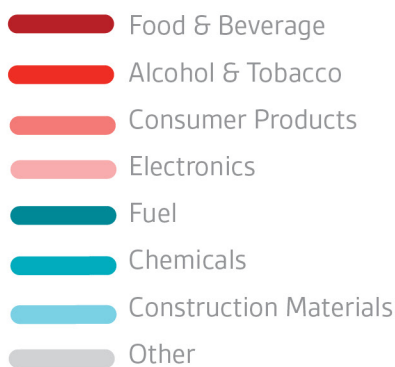 Food & Beverage
Alcohol & Tobacco
Consumer Products
Electronics
Fuel
Chemicals
Construction Materials
Other